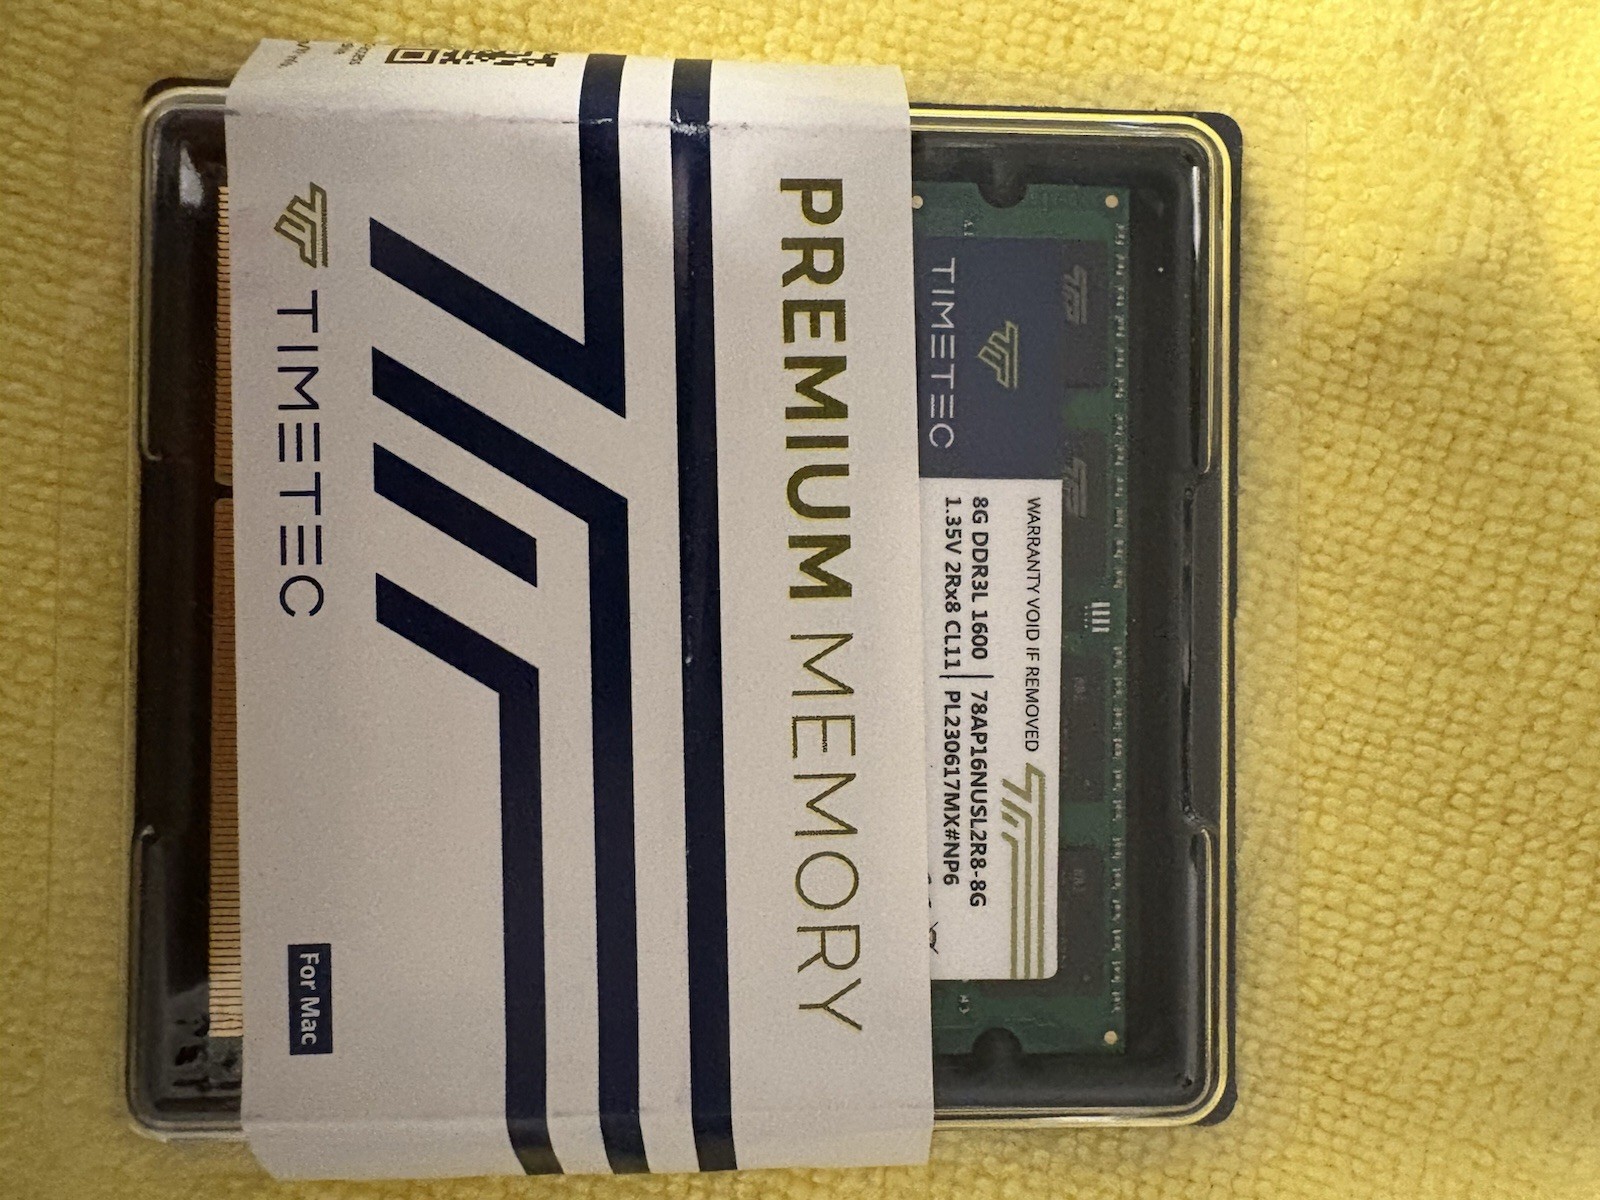 TIMETEC
For Mac
PREMIUM MEMORY
TIMETEC
WARRANTY VOID IF REMOVED
8G DDR3L 1600 | 78AP16NUSL2R8-8G
1.35V 2Rx8 CL11| PL230617MX#NP6